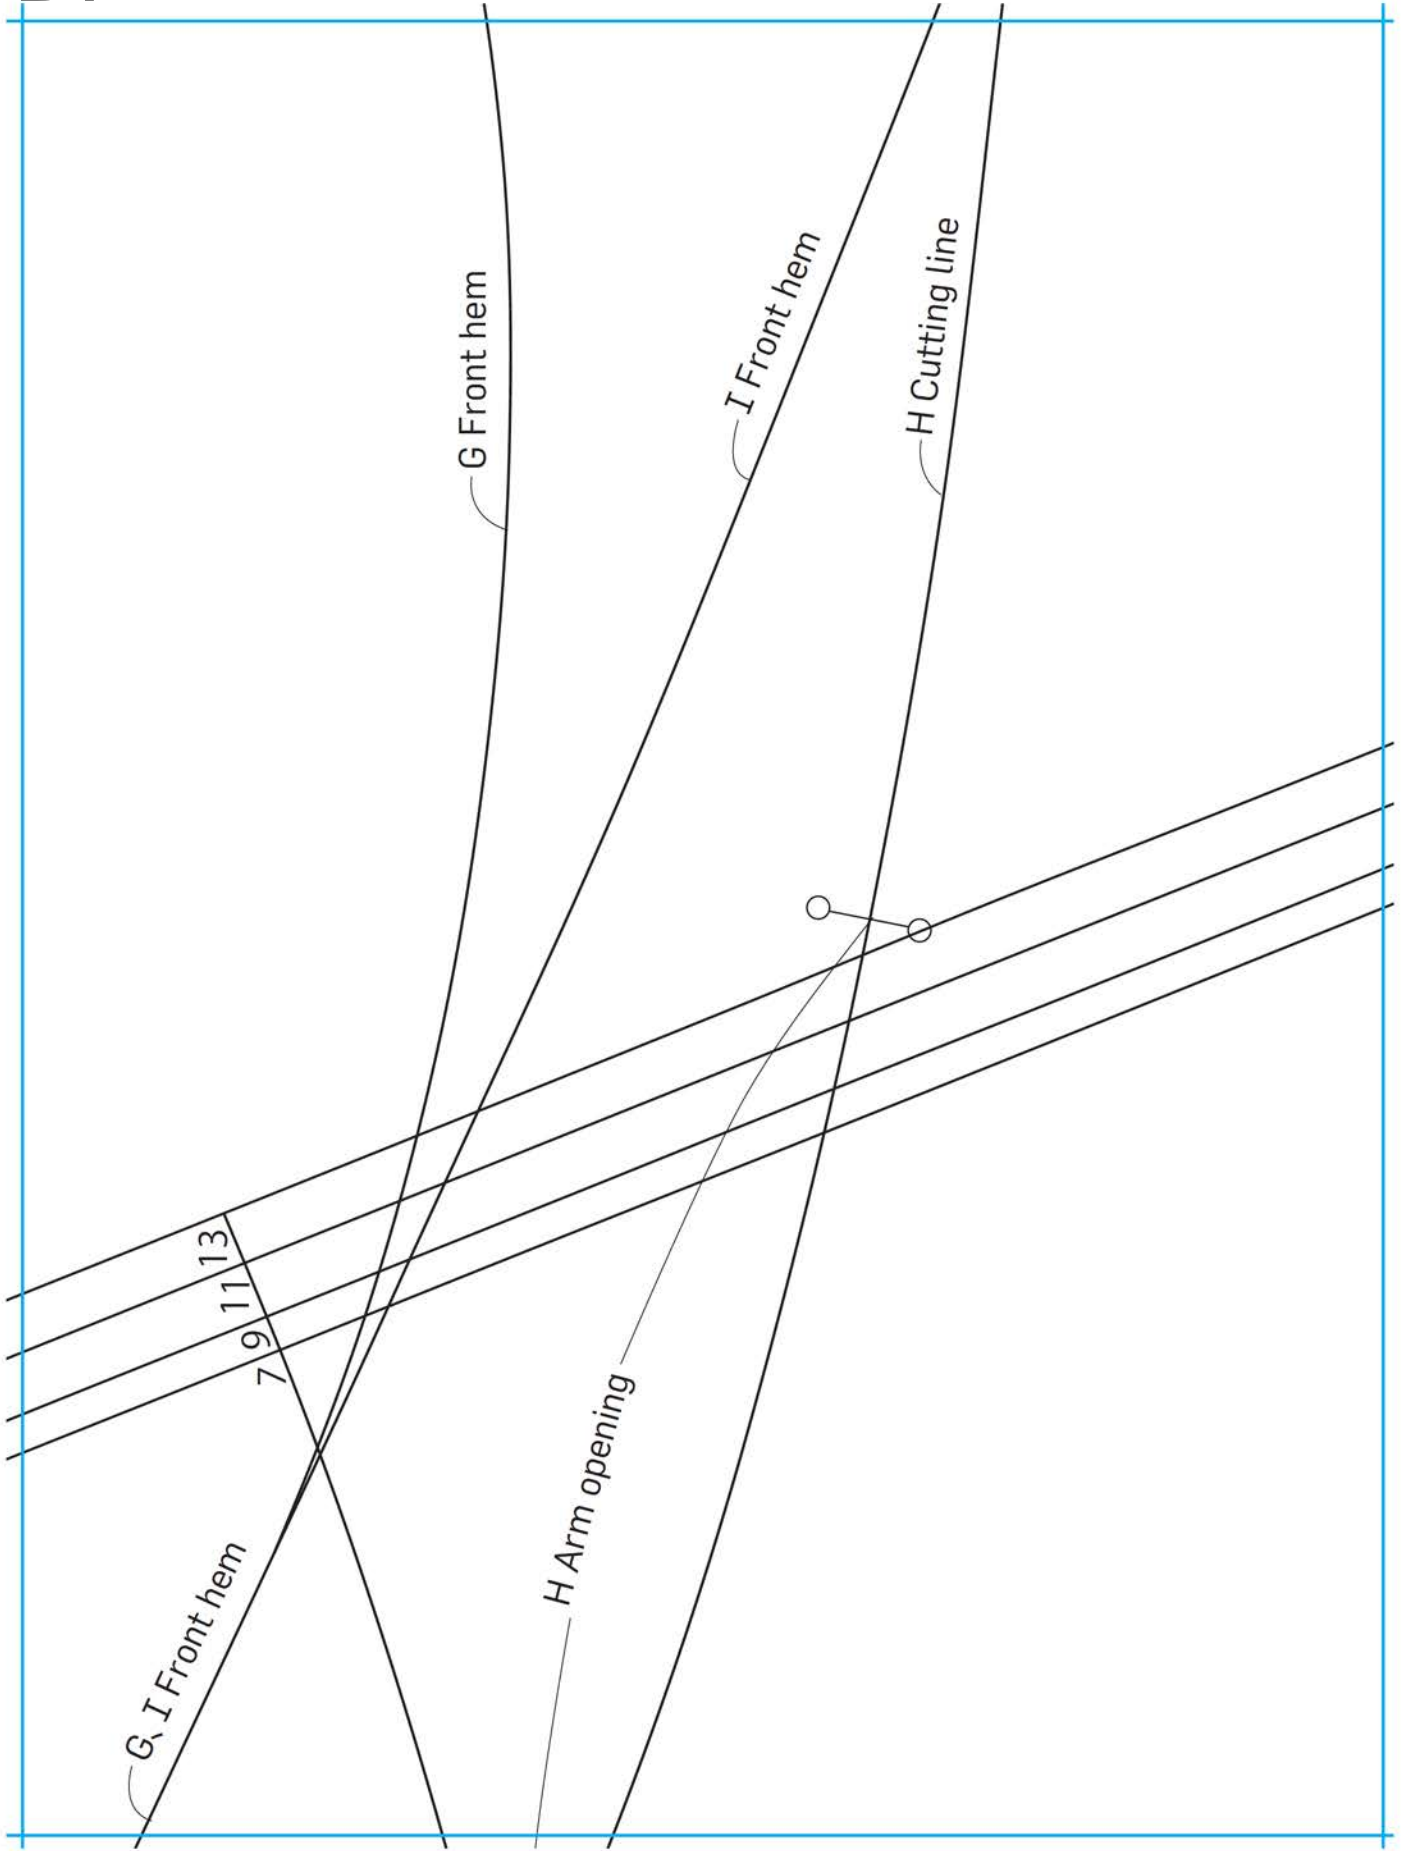 G Front hem
I Front hem
H Cutting line
13
11
9
7
H Arm opening
G、I Front hem